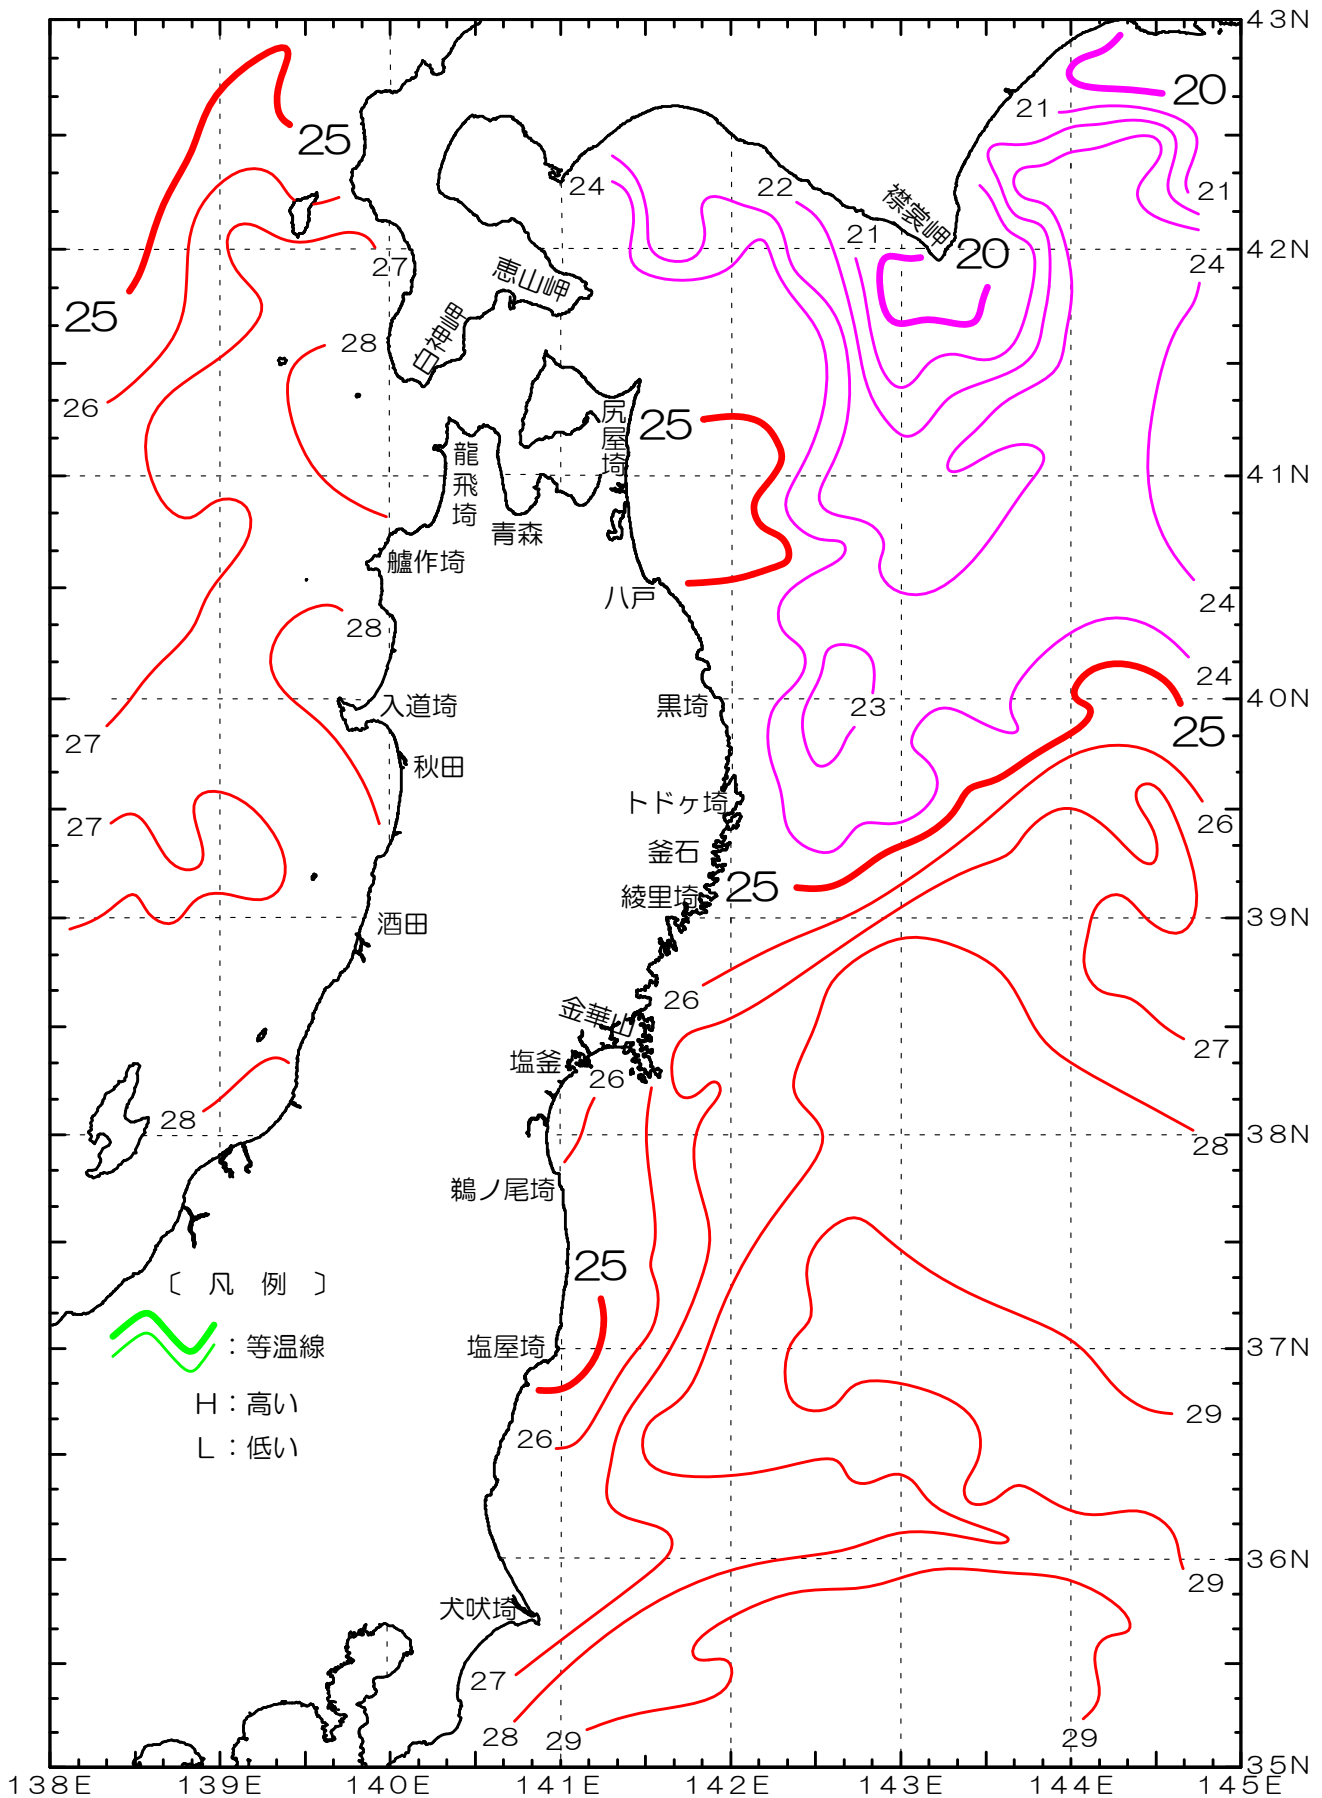 43N
20
21
25
24
22
襟裳岬
21
21
42N
20
27
恵山岬
24
25
白神岬
28
26
尻屋埼
25
龍飛埼
41N
青森
艫作埼
八戸
24
28
24
入道埼
黒埼
23
40N
27
25
秋田
トドヶ埼
27
26
釜石
25
綾里埼
39N
酒田
26
金華山
27
塩釜
26
28
38N
28
鵜ノ尾埼
25
〔 凡 例 〕
:等温線
塩屋埼
37N
H:高い
29
26
L:低い
36N
29
犬吠埼
27
28
29
29
35N
138E 139E 140E 141E 142E 143E 144E 145E